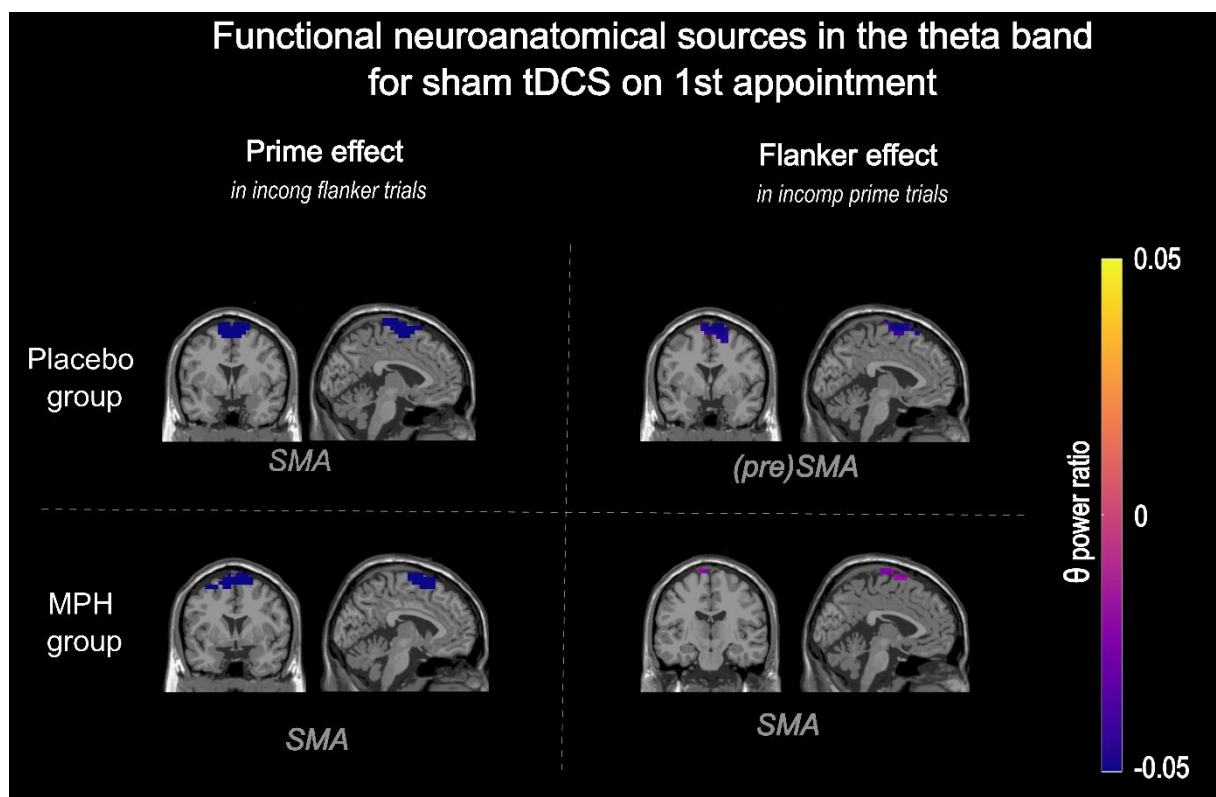 Functional neuroanatomical sources in the theta band
for sham tDCS on 1st appointment
Prime effect
in incong flanker trials
Flanker effect
in incomp prime trials
Placebo
group
SMA
(pre)SMA
MPH
group
SMA
SMA
0.05
0
-0.05
θ power ratio